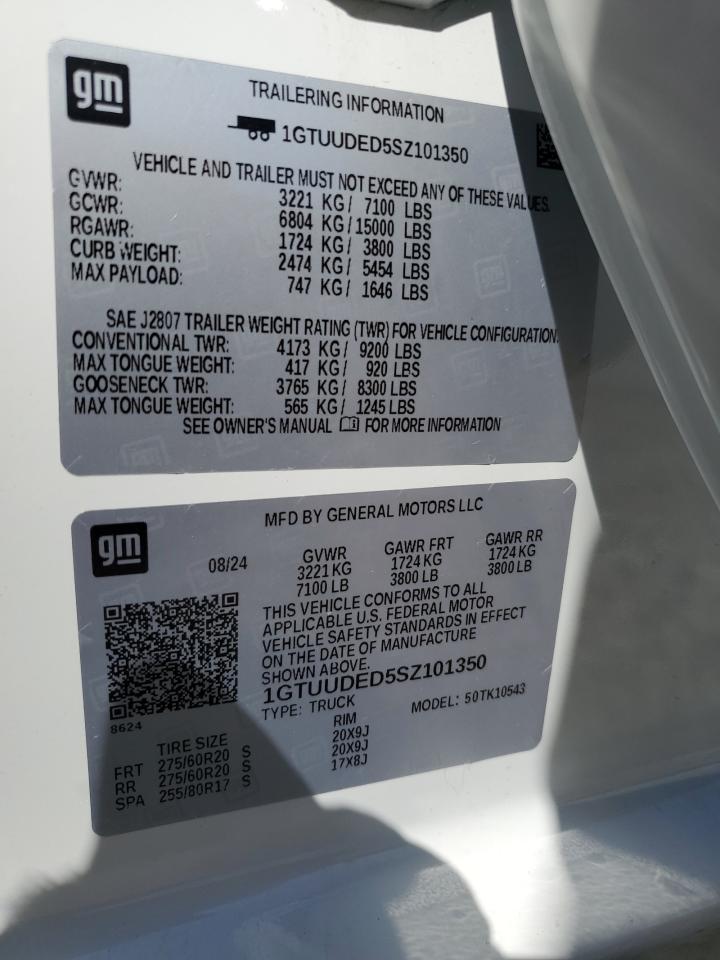 gm
TRAILERING INFORMATION
1GTUUDED5SZ101350
VEHICLE AND TRAILER MUST NOT EXCEED ANY OF THESE VALUES.
GVWR: 3221 KG / 7100 LBS
GCWR: 6804 KG / 15000 LBS
RGAWR: 1724 KG / 3800 LBS
CURB WEIGHT: 2474 KG / 5454 LBS
MAX PAYLOAD: 747 KG / 1646 LBS
SAE J2807 TRAILER WEIGHT RATING (TWR) FOR VEHICLE CONFIGURATION:
CONVENTIONAL TWR: 4173 KG / 9200 LBS
MAX TONGUE WEIGHT: 417 KG / 920 LBS
GOOSENECK TWR: 3765 KG / 8300 LBS
MAX TONGUE WEIGHT: 565 KG / 1245 LBS
SEE OWNER'S MANUAL FOR MORE INFORMATION
gm
MFD BY GENERAL MOTORS LLC
08/24 GVWR GAWR FRT GAWR RR
3221 KG 1724 KG 1724 KG
7100 LB 3800 LB 3800 LB
THIS VEHICLE CONFORMS TO ALL
APPLICABLE U.S. FEDERAL MOTOR
VEHICLE SAFETY STANDARDS IN EFFECT
ON THE DATE OF MANUFACTURE
SHOWN ABOVE.
1GTUUDED5SZ101350
TYPE: TRUCK MODEL: 50TK10543
8624
TIRE SIZE RIM
FRT 275/60R20 S 20X9J
RR 275/60R20 S 20X9J
SPA 255/80R17 S 17X8J